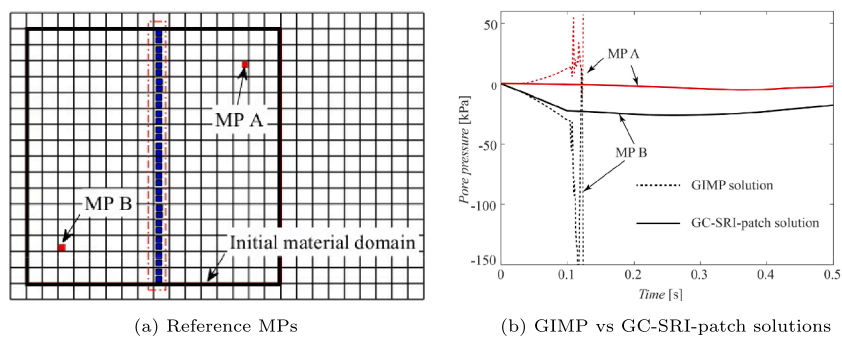 MP A
MP B
Initial material domain
(a) Reference MPs
50
0
-50
-100
-150
Pore pressure [kPa]
MP A
MP B
GIMP solution
GC-SRI-patch solution
0
0.1
0.2
0.3
0.4
0.5
Time [s]
(b) GIMP vs GC-SRI-patch solutions